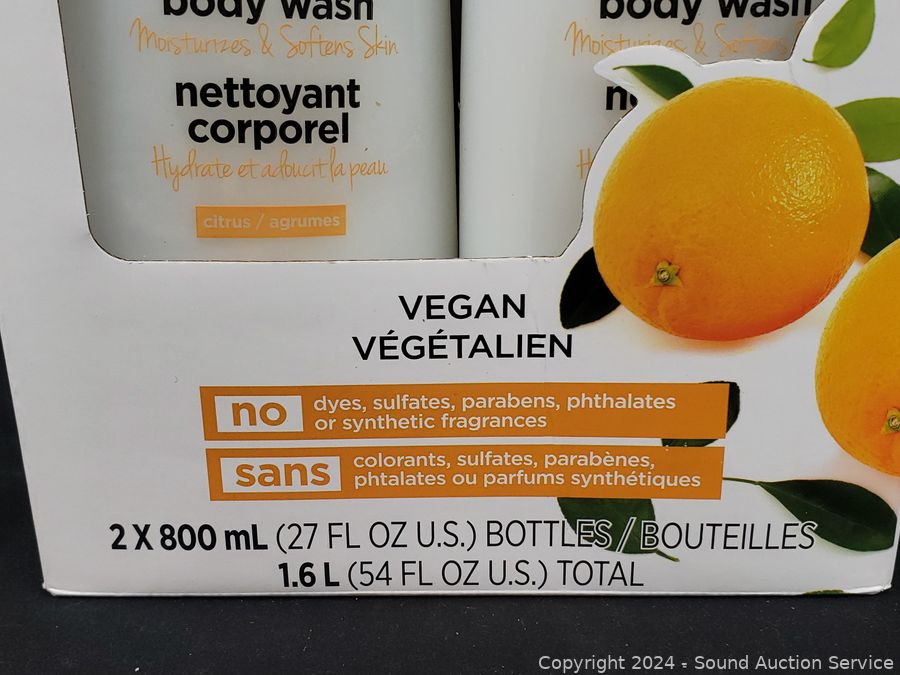 body wash
Moisturizes & Softens Skin
nettoyant
corporel
Hydrate et adoucit la peau
citrus / agrumes
body wash
Moisturizes & Softens
VEGAN
VÉGÉTALIEN
no dyes, sulfates, parabens, phthalates
or synthetic fragrances
sans colorants, sulfates, parabènes,
phtalates ou parfums synthétiques
2 X 800 mL (27 FL OZ U.S.) BOTTLES / BOUTEILLES
1.6 L (54 FL OZ U.S.) TOTAL
Copyright 2024 - Sound Auction Service